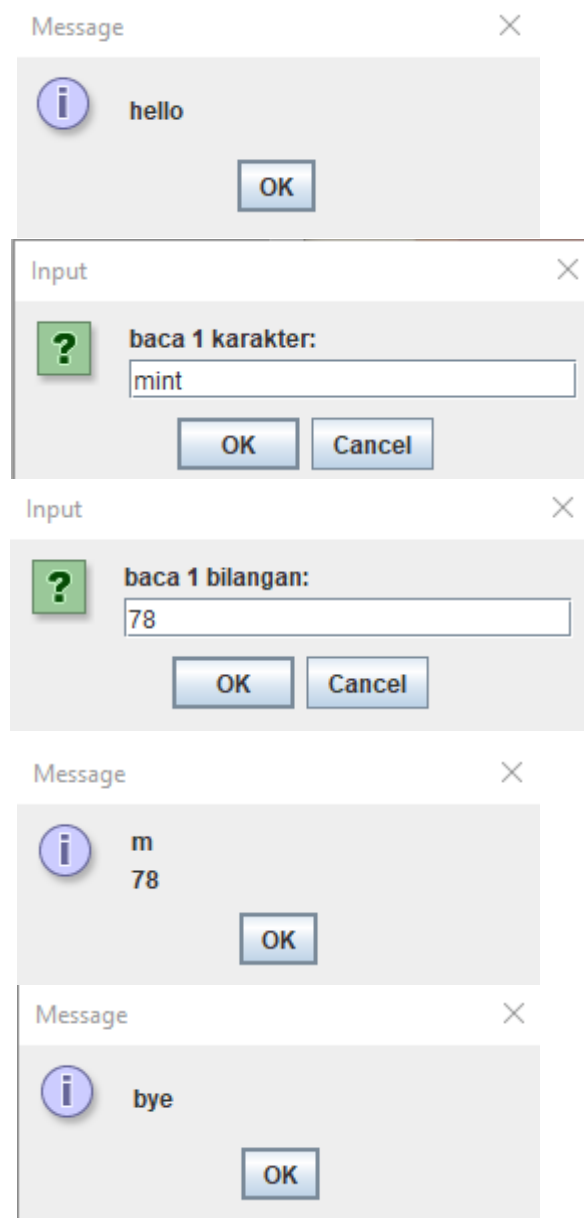 Message
hello
OK
Input
baca 1 karakter:
mint
OK Cancel
Input
baca 1 bilangan:
78
OK Cancel
Message
m
78
OK
Message
bye
OK